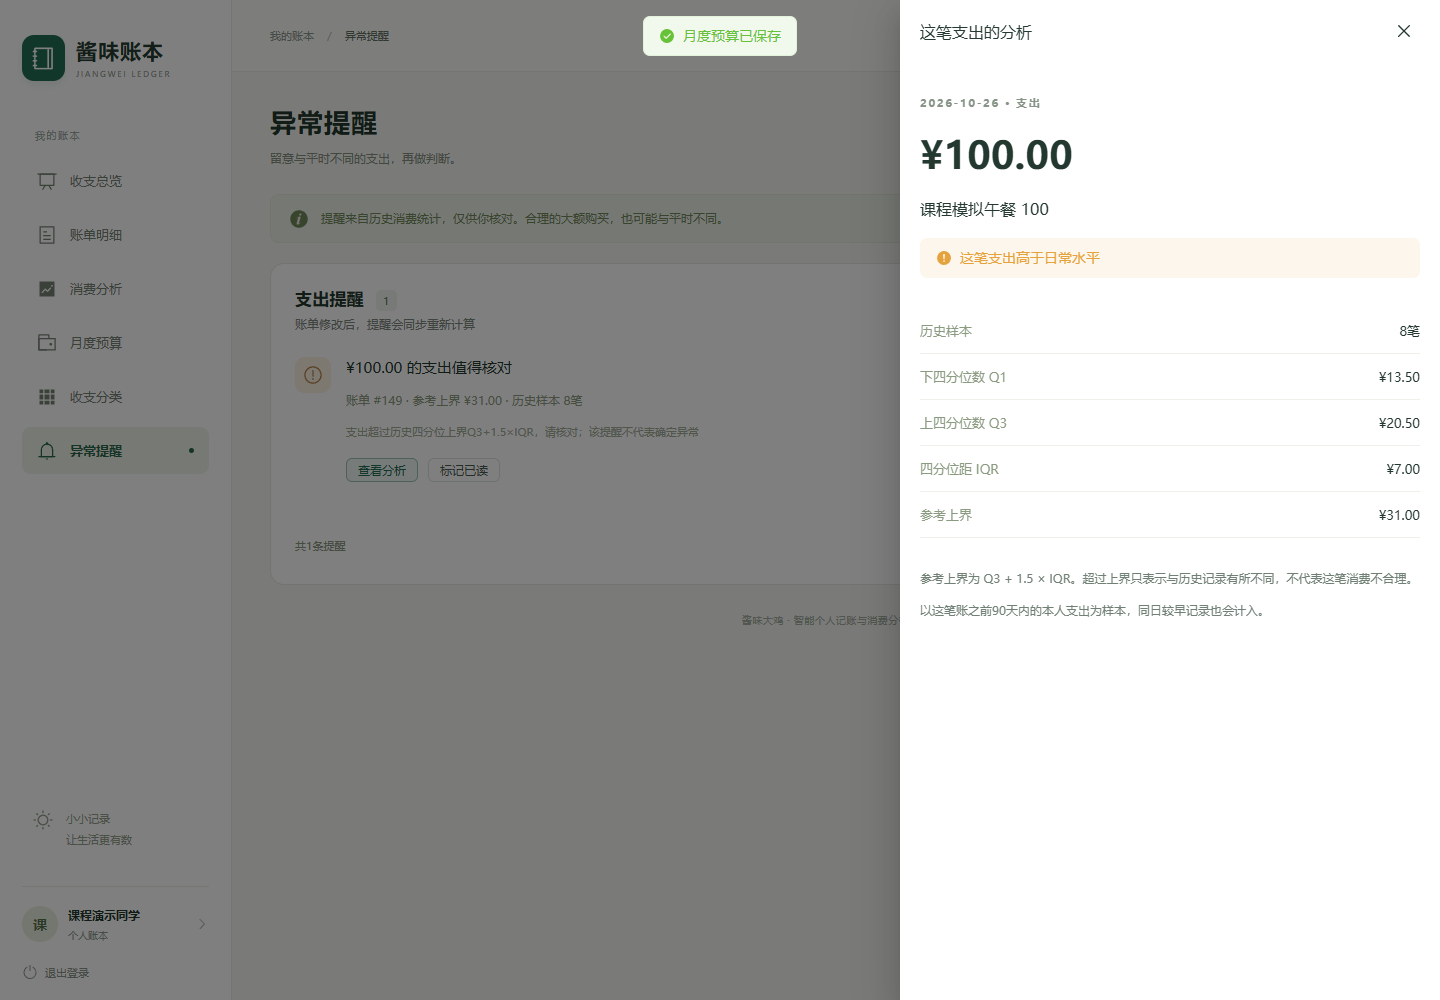 酱味账本
JIANGWEI LEDGER
我的账本
收支总览
账单明细
消费分析
月度预算
收支分类
异常提醒
小小记录
让生活更有数
课
课程演示同学
个人账本
退出登录
我的账本 / 异常提醒
月度预算已保存
异常提醒
留意与平时不同的支出，再做判断。
提醒来自历史消费统计，仅供你核对。合理的大额购买，也可能与平时不同。
支出提醒 1
账单修改后，提醒会同步重新计算
¥100.00 的支出值得核对
账单 #149 · 参考上界 ¥31.00 · 历史样本 8笔
支出超过历史四分位上界Q3+1.5×IQR，请核对；该提醒不代表确定异常
查看分析 标记已读
共1条提醒
酱味大鸡 · 智能个人记账与消费分
这笔支出的分析
2026-10-26 • 支出
¥100.00
课程模拟午餐 100
这笔支出高于日常水平
历史样本 8笔
下四分位数 Q1 ¥13.50
上四分位数 Q3 ¥20.50
四分位距 IQR ¥7.00
参考上界 ¥31.00
参考上界为 Q3 + 1.5 × IQR。超过上界只表示与历史记录有所不同，不代表这笔消费不合理。
以这笔账之前90天内的本人支出为样本，同日较早记录也会计入。